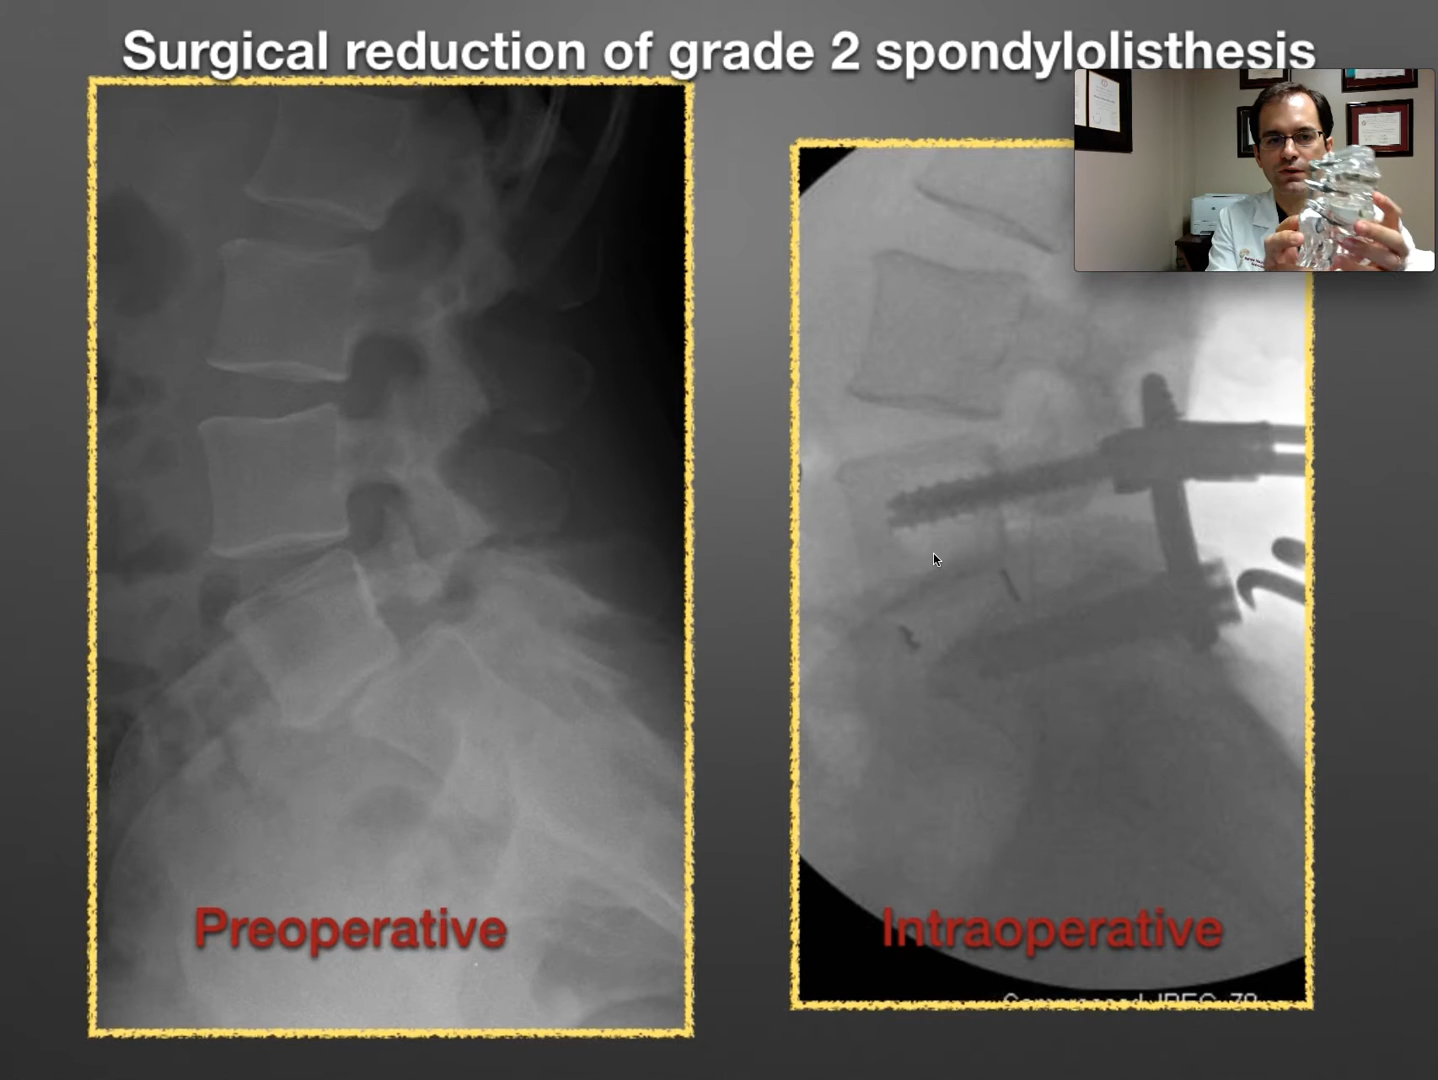 Surgical reduction of grade 2 spondylolisthesis
Preoperative
Intraoperative